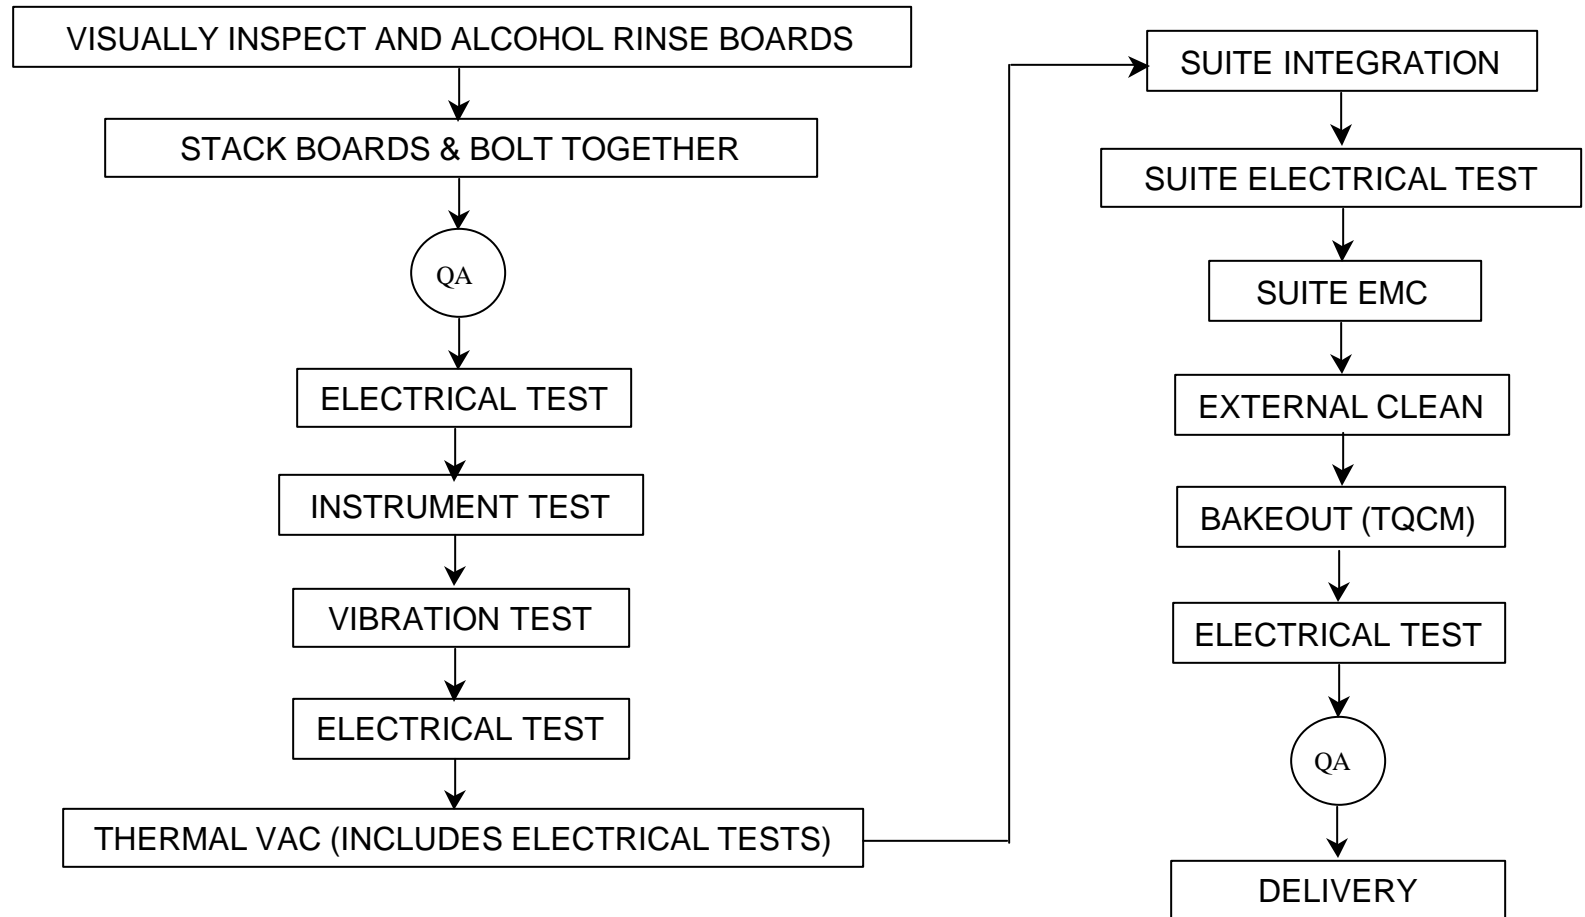 VISUALLY INSPECT AND ALCOHOL RINSE BOARDS
STACK BOARDS & BOLT TOGETHER
QA
ELECTRICAL TEST
INSTRUMENT TEST
VIBRATION TEST
ELECTRICAL TEST
THERMAL VAC (INCLUDES ELECTRICAL TESTS)
SUITE INTEGRATION
SUITE ELECTRICAL TEST
SUITE EMC
EXTERNAL CLEAN
BAKEOUT (TQCM)
ELECTRICAL TEST
QA
DELIVERY